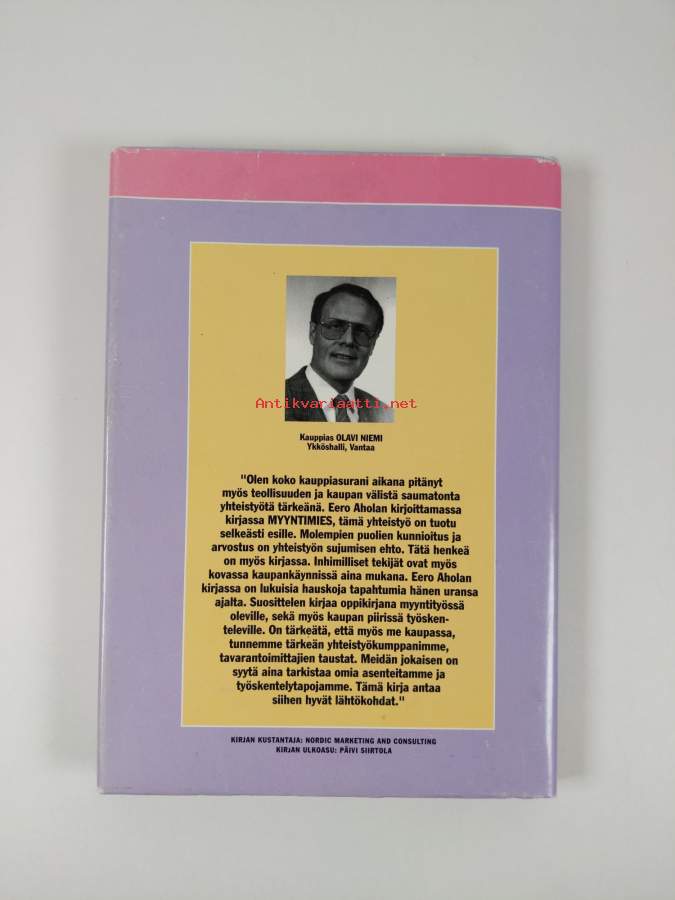 Antikvariaatti.net
Kauppias OLAVI NIEMI
Ykköshalli, Vantaa
"Olen koko kauppiasurani aikana pitänyt
myös teollisuuden ja kaupan välistä saumatonta
yhteistyötä tärkeänä. Eero Aholan kirjoittamassa
kirjassa MYYNTIMIES, tämä yhteistyö on tuotu
selkeästi esille. Molempien puolien kunnioitus ja
arvostus on yhteistyön sujumisen ehto. Tätä henkeä
on myös kirjassa. Inhimilliset tekijät ovat myös
kovassa kaupankäynnissä aina mukana. Eero Aholan
kirjassa on lukuisia hauskoja tapahtumia hänen uransa
ajalta. Suosittelen kirjaa oppikirjana myyntityössä
oleville, sekä myös kaupan piirissä työsken-
televille. On tärkeätä, että myös me kaupassa,
tunnemme tärkeän yhteistyökumppanimme,
tavarantoimittajien taustat. Meidän jokaisen on
syytä aina tarkistaa omia asenteitamme ja
työskentelytapojamme. Tämä kirja antaa
siihen hyvät lähtökohdat."
KIRJAN KUSTANTAJA: NORDIC MARKETING AND CONSULTING
KIRJAN ULKOASU: PÄIVI SIIRTOLA